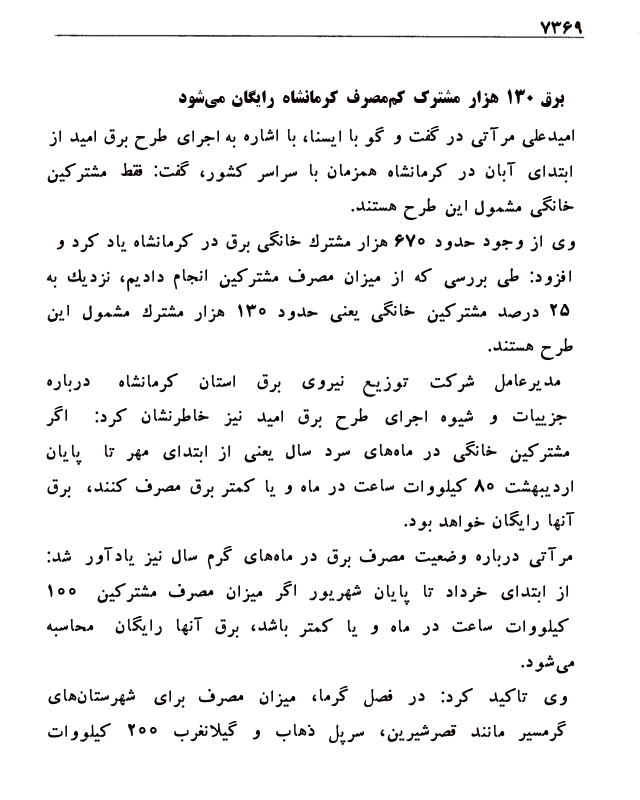 ۷۳۶۹
برق ۱۳۰ هزار مشترک کم‌مصرف کرمانشاه رایگان می‌شود
امیدعلی مرآتی در گفت و گو با ایسنا، با اشاره به اجرای طرح برق امید از
ابتدای آبان در کرمانشاه همزمان با سراسر کشور، گفت: فقط مشترکین
خانگی مشمول این طرح هستند.
وی از وجود حدود ۶۷۰ هزار مشترك خانگی برق در کرمانشاه یاد کرد و
افزود: طی بررسی که از میزان مصرف مشترکین انجام دادیم، نزدیك به
۲۵ درصد مشترکین خانگی یعنی حدود ۱۳۰ هزار مشترك مشمول این
طرح هستند.
مدیرعامل شرکت توزیع نیروی برق استان کرمانشاه درباره
جزییات و شیوه اجرای طرح برق امید نیز خاطرنشان کرد: اگر
مشترکین خانگی در ماه‌های سرد سال یعنی از ابتدای مهر تا پایان
اردیبهشت ۸۰ کیلووات ساعت در ماه و یا کمتر برق مصرف کنند، برق
آنها رایگان خواهد بود.
مرآتی درباره وضعیت مصرف برق در ماه‌های گرم سال نیز یادآور شد:
از ابتدای خرداد تا پایان شهریور اگر میزان مصرف مشترکین ۱۰۰
کیلووات ساعت در ماه و یا کمتر باشد، برق آنها رایگان محاسبه
می‌شود.
وی تاکید کرد: در فصل گرما، میزان مصرف برای شهرستان‌های
گرمسیر مانند قصرشیرین، سرپل ذهاب و گیلانغرب ۲۰۰ کیلووات